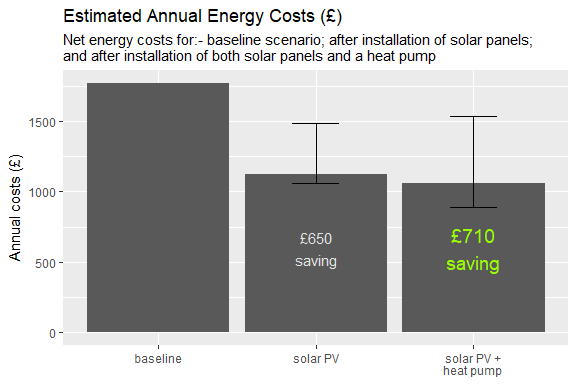 Estimated Annual Energy Costs (£)
Net energy costs for:- baseline scenario; after installation of solar panels;
and after installation of both solar panels and a heat pump
Annual costs (£)
1500
1000
500
0
£650
saving
£710
saving
baseline
solar PV
solar PV +
heat pump